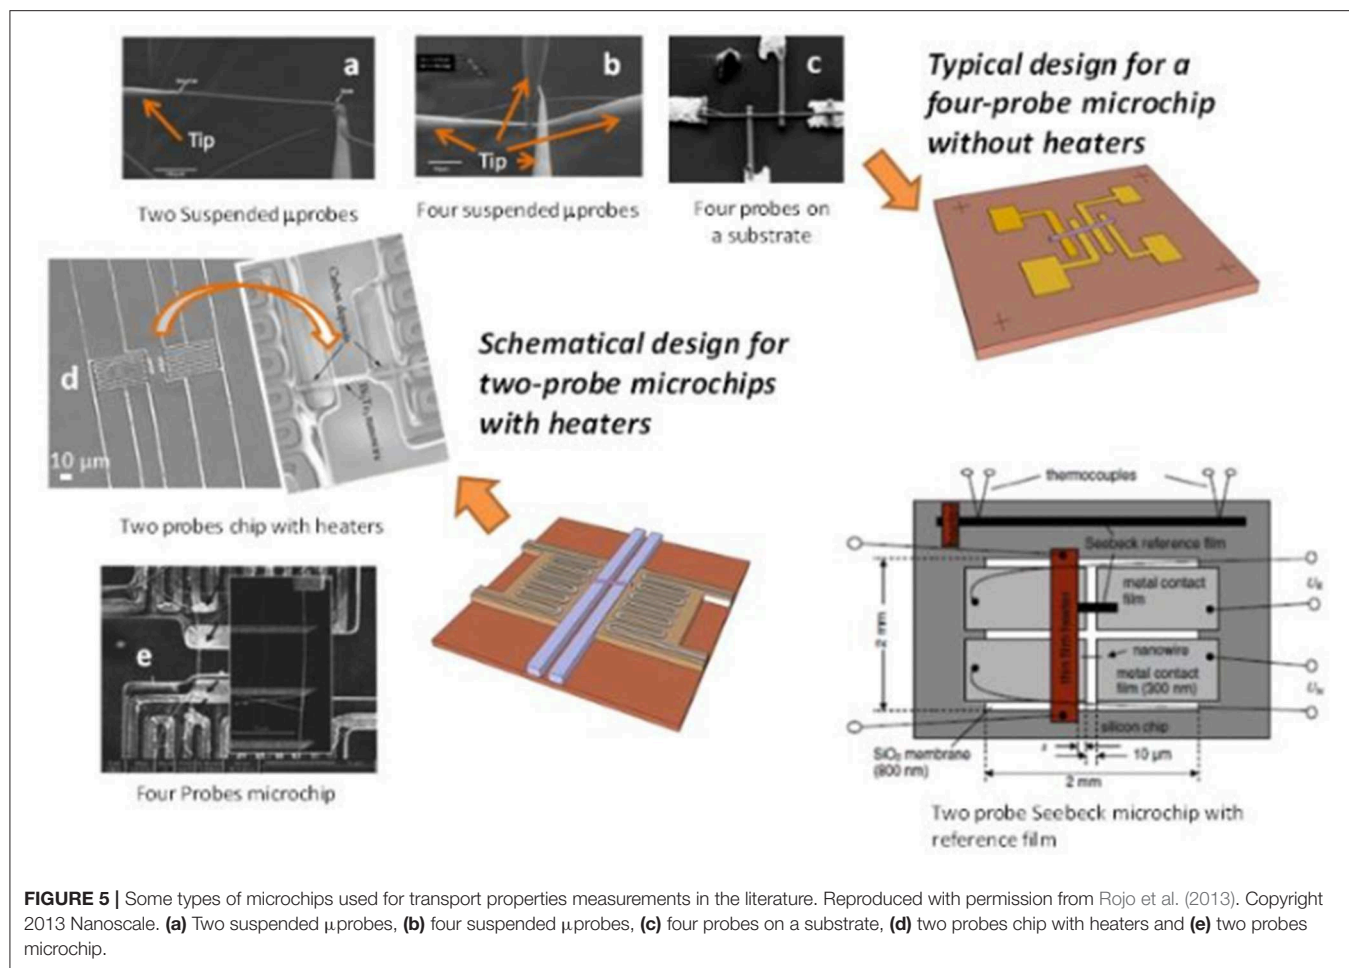 a
Tip
Two Suspended μprobes
b
Tip
Four suspended μprobes
c
Four probes on
a substrate
Typical design for a
four-probe microchip
without heaters
d
10 μm
Carbon deposits
Bi₂Te₃ nanowire
Two probes chip with heaters
Schematical design for
two-probe microchips
with heaters
e
Four Probes microchip
thermocouples
Seebeck reference film
metal contact
film
2 mm
thin film heater
nanowire
metal contact
film (300 nm)
silicon chip
SiO₂ membrane
(800 nm)
10 μm
2 mm
Two probe Seebeck microchip with
reference film
FIGURE 5 | Some types of microchips used for transport properties measurements in the literature. Reproduced with permission from Rojo et al. (2013). Copyright
2013 Nanoscale. (a) Two suspended μprobes, (b) four suspended μprobes, (c) four probes on a substrate, (d) two probes chip with heaters and (e) two probes
microchip.